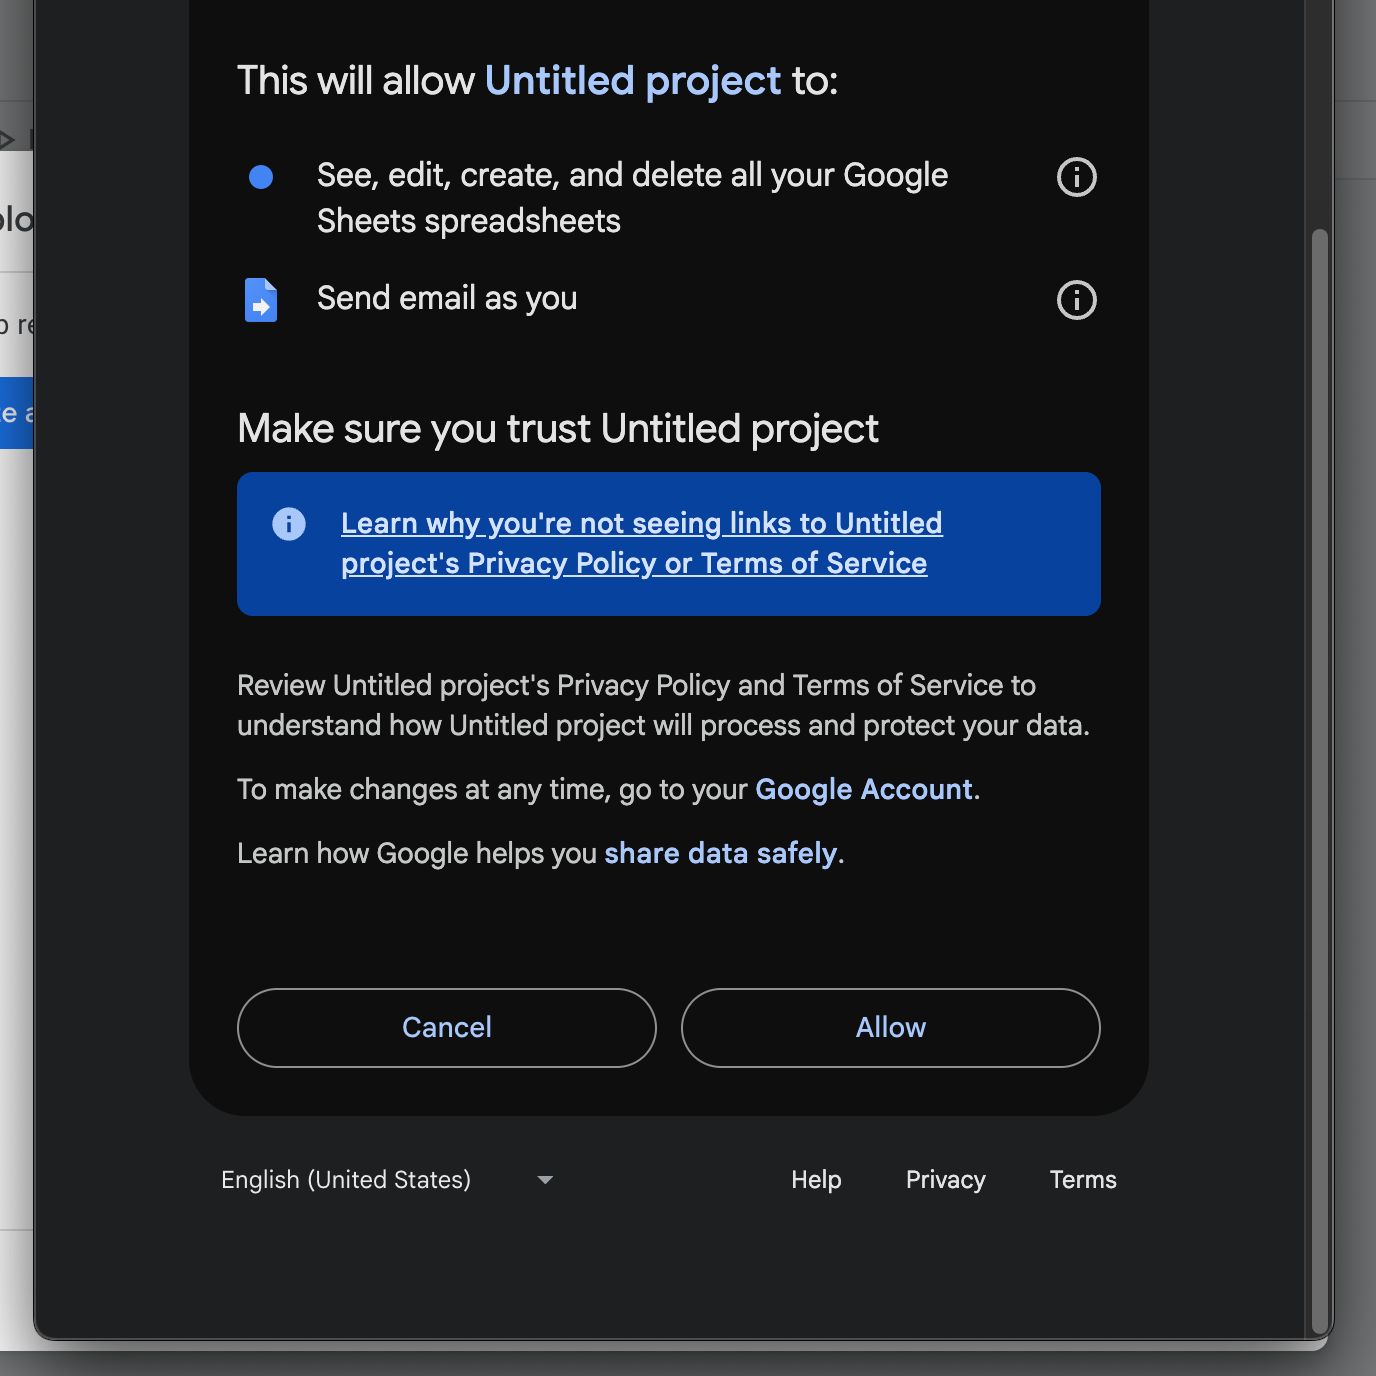 This will allow Untitled project to:
See, edit, create, and delete all your Google
Sheets spreadsheets
Send email as you
Make sure you trust Untitled project
Learn why you're not seeing links to Untitled
project's Privacy Policy or Terms of Service
Review Untitled project's Privacy Policy and Terms of Service to
understand how Untitled project will process and protect your data.
To make changes at any time, go to your Google Account.
Learn how Google helps you share data safely.
Cancel
Allow
English (United States)
Help
Privacy
Terms